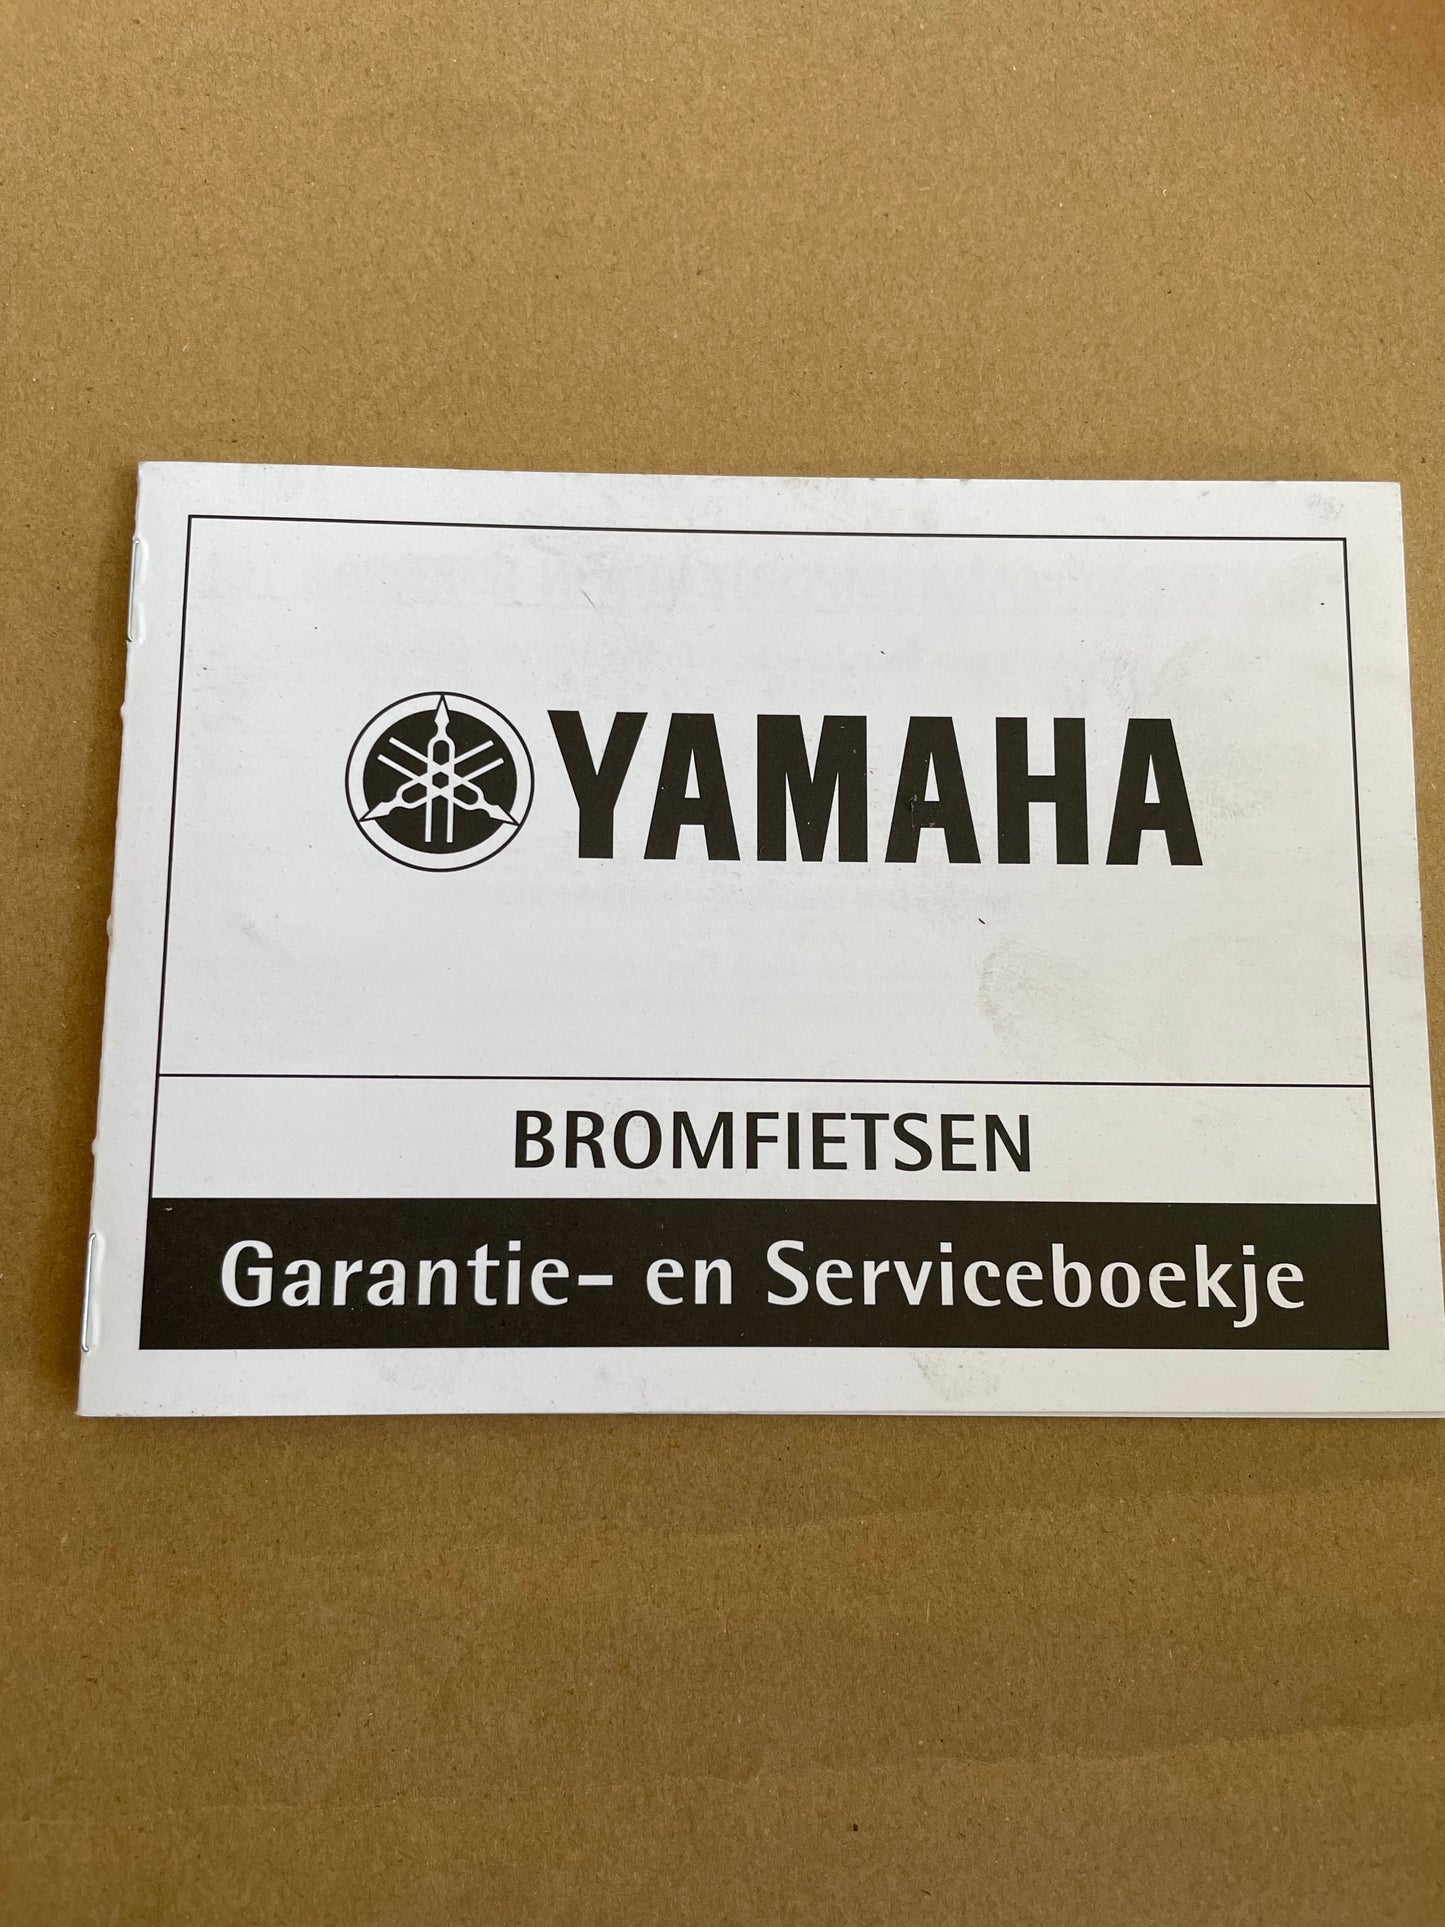 YAMAHA
BROMFIETSEN
Garantie- en Serviceboekje